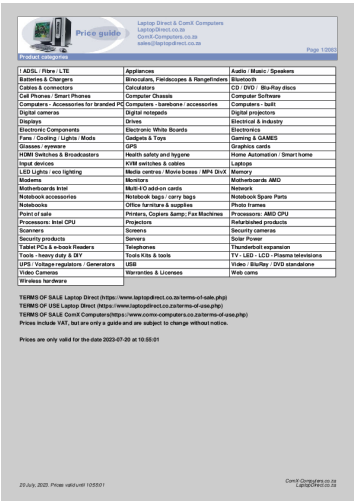 Price guide
Laptop Direct & ComX-Computers
LaptopDirect.co.za
ComX-Computers.co.za
sales@laptopdirect.co.za
Page 1/2003
Product categories
! ADSL / Fibre / LTE Appliances Audio / Music / Speakers
Batteries & Chargers Binoculars, Fieldscopes & Rangefinders Bluetooth
Cables & connectors Calculators CD / DVD / Blu-Ray discs
Cell Phones / Smart Phones Computer Chassis Computer Software
Computers - Accessories for branded PC Computers - barebone / accessories Computers - built
Digital cameras Digital notepads Digital projectors
Displays Drives Electrical & industry
Electronic Components Electronic White Boards Electronics
Fans / Cooling / Lights / Mods Gadgets & Toys Gaming & GAMES
Glasses / eyeware GPS Graphics cards
HDMI Switches & Broadcasters Health safety and hygene Home Automation / Smart home
Input devices KVM switches & cables Laptops
LED Lights / eco lighting Media centres / Movie boxes / MP4 DivX Memory
Modems Monitors Motherboards AMD
Motherboards Intel Multi-I/O add-on cards Network
Notebook accessories Notebook bags / carry bags Notebook Spare Parts
Notebooks Office furniture & supplies Photo frames
Point of sale Printers, Copiers &amp; Fax Machines Processors: AMD CPU
Processors: Intel CPU Projectors Refurbished products
Scanners Screens Security cameras
Security products Servers Solar Power
Tablet PCs & e-book Readers Telephones Thunderbolt expansion
Tools - heavy duty & DIY Tools Kits & tools TV - LED - LCD - Plasma televisions
UPS / Voltage regulators / Generators USB Video / BluRay / DVD standalone
Video Cameras Warranties & Licenses Web cams
Wireless hardware
TERMS OF SALE Laptop Direct (https://www.laptopdirect.co.za/terms-of-sale.php)
TERMS OF USE Laptop Direct (https://www.laptopdirect.co.za/terms-of-use.php)
TERMS OF SALE ComX Computers(https://www.comx-computers.co.za/terms-of-use.php)
Prices include VAT, but are only a guide and are subject to change without notice.
Prices are only valid for the date 2023-07-20 at 10:55:01
20 July, 2023. Prices valid until 10:55:01
ComX-Computers.co.za
LaptopDirect.co.za